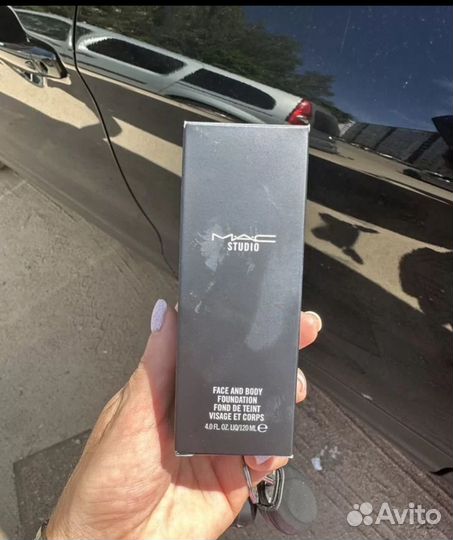 MAC
STUDIO
FACE AND BODY
FOUNDATION
FOND DE TEINT
VISAGE ET CORPS
4.0 FL. OZ. LIQ/120 ML ℮
Avito